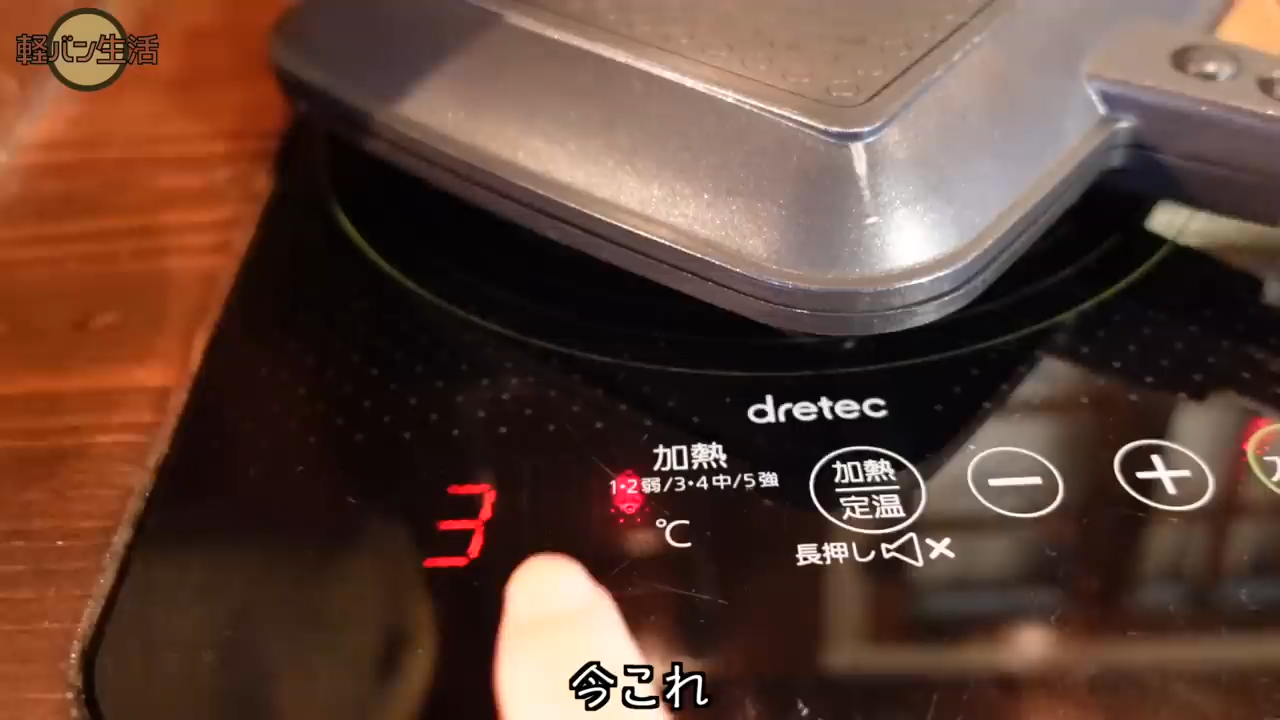 軽バン生活
dretec
加熱
1・2弱/3・4中/5強
℃
3
加熱
定温
－
＋
長押し
今これ